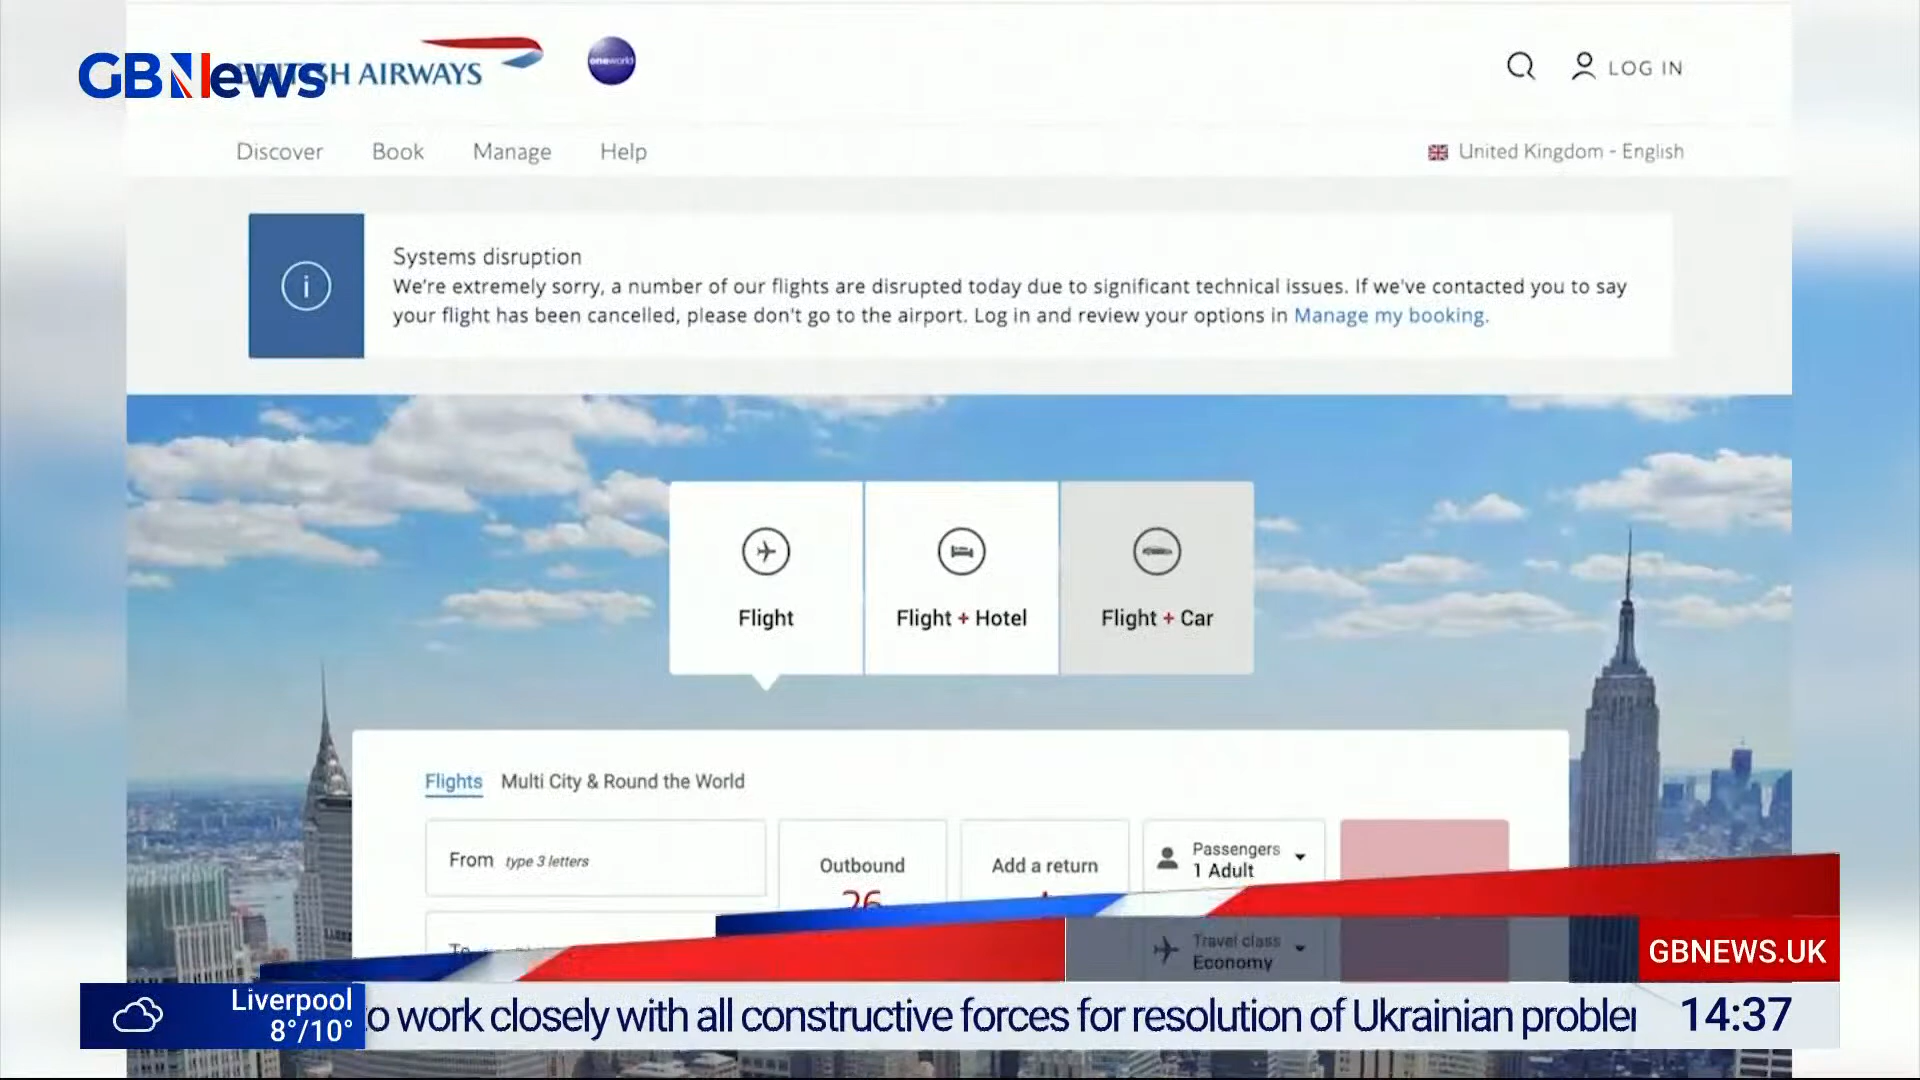 GBNews
H AIRWAYS
oneworld
LOG IN
Discover Book Manage Help
United Kingdom - English
Systems disruption
We're extremely sorry, a number of our flights are disrupted today due to significant technical issues. If we've contacted you to say
your flight has been cancelled, please don't go to the airport. Log in and review your options in Manage my booking.
Flight
Flight + Hotel
Flight + Car
Flights Multi City & Round the World
From type 3 letters
Outbound
26
Add a return
Passengers
1 Adult
To
Travel class
Economy
GBNEWS.UK
Liverpool
8°/10°
to work closely with all constructive forces for resolution of Ukrainian problem
14:37